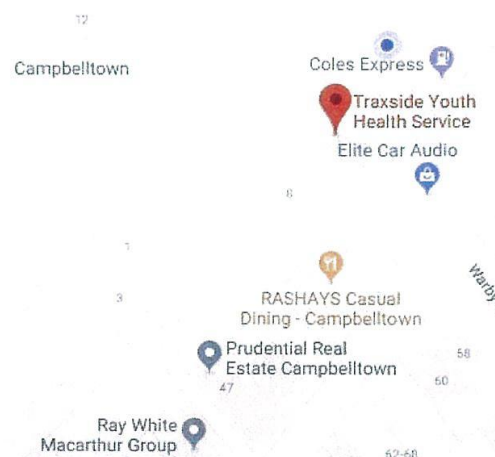 12
Campbelltown
Coles Express
Traxside Youth
Health Service
Elite Car Audio
6
1
3
Warby
RASHAYS Casual
Dining - Campbelltown
Prudential Real
Estate Campbelltown
58
60
47
Ray White
Macarthur Group
62-68